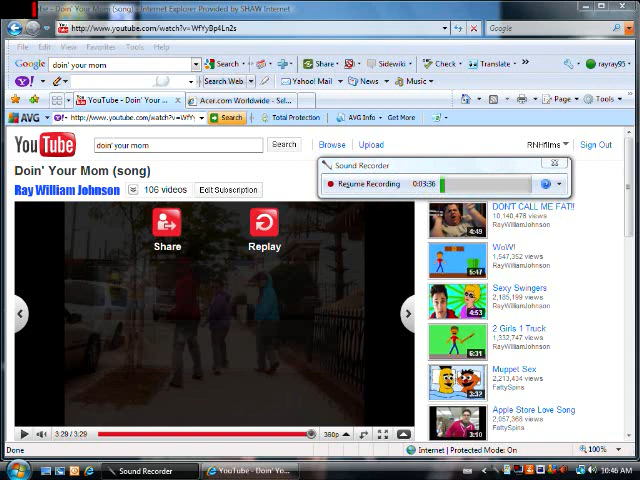 Doin' Your Mom (song) - Internet Explorer Provided by SHAW Internet
http://www.youtube.com/watch?v=WfYyBp4Ln2s
Google
File Edit View Favorites Tools Help
Google doin' your mom Search Share Sidewiki Check Translate rayray95
Y! Search Web Yahoo! Mail News Music
YouTube - Doin' Your ... Acer.com Worldwide - Sel... Page Tools
AVG http://www.youtube.com/watch?v=WfYy Search Total Protection AVG Info Get More
YouTube doin' your mom Search Browse Upload RNHfilms Sign Out
Doin' Your Mom (song)
Ray William Johnson 106 videos Edit Subscription
Sound Recorder
Resume Recording 0:03:36
Share Replay
DON'T CALL ME FAT!!
10,140,478 views
RayWilliamJohnson
4:49
WoW!
1,547,352 views
RayWilliamJohnson
5:47
Sexy Swingers
2,185,199 views
RayWilliamJohnson
4:53
2 Girls 1 Truck
1,332,747 views
RayWilliamJohnson
6:31
Muppet Sex
2,213,434 views
FattySpins
2:32
Apple Store Love Song
2,057,368 views
FattySpins
3:10
3:29 / 3:29 360p
Done Internet | Protected Mode: On 100%
Sound Recorder YouTube - Doin' Yo... 10:46 AM